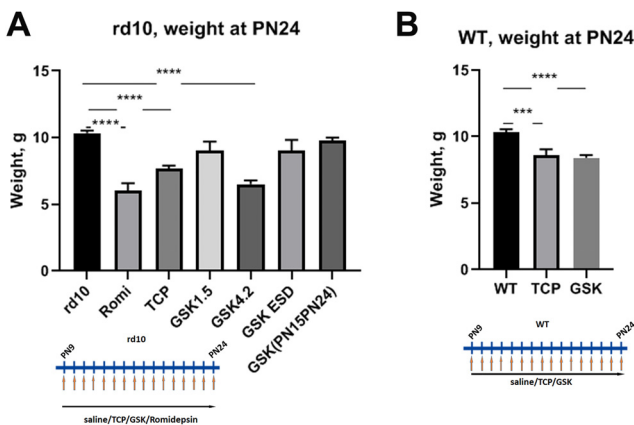 A
rd10, weight at PN24
Weight, g
15
10
5
0
****
****
****
rd10
Romi
TCP
GSK1.5
GSK4.2
GSK ESD
GSK(PN15PN24)
rd10
PN9
PN24
saline/TCP/GSK/Romidepsin
B
WT, weight at PN24
Weight, g
15
10
5
0
****
***
WT
TCP
GSK
WT
PN9
PN24
saline/TCP/GSK